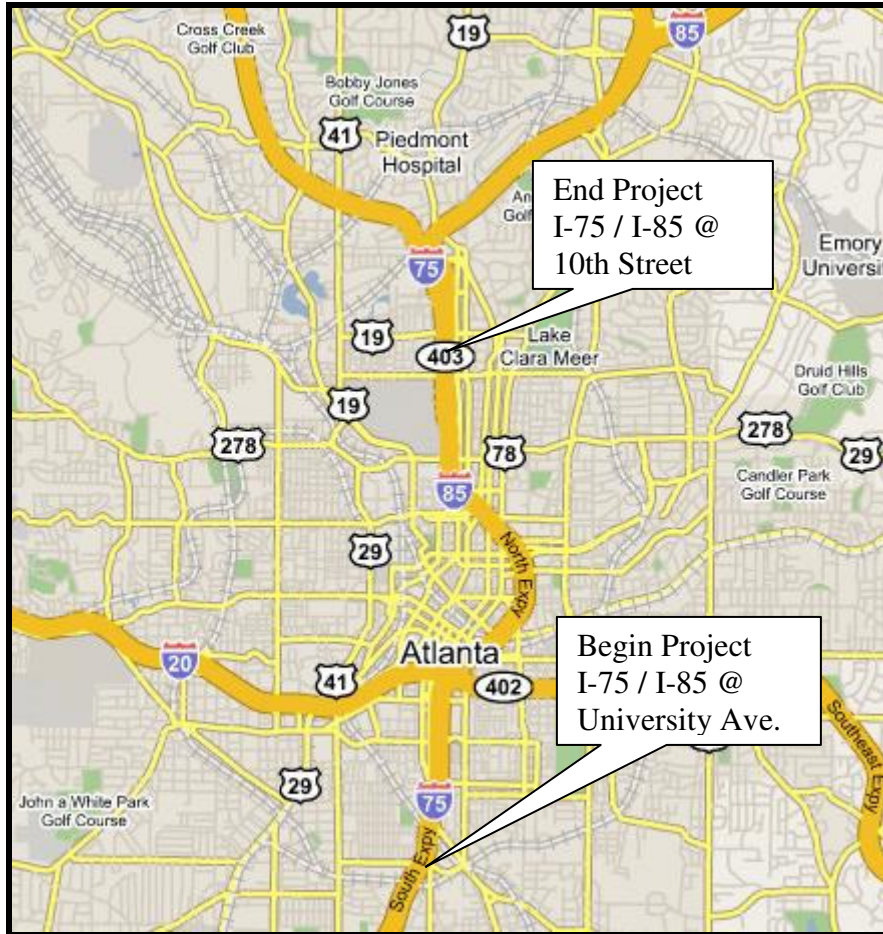 Cross Creek
Golf Club
19
85
Bobby Jones
Golf Course
41
Piedmont
Hospital
End Project
I-75 / I-85 @
10th Street
An
Golf
Emory
Universi
75
19
403
Lake
Clara Meer
Druid Hills
Golf Club
19
278
78
278
29
85
Candler Park
Golf Course
29
North Expy
Atlanta
20
41
402
Begin Project
I-75 / I-85 @
University Ave.
Southeast Expy
29
75
John a White Park
Golf Course
South Expy